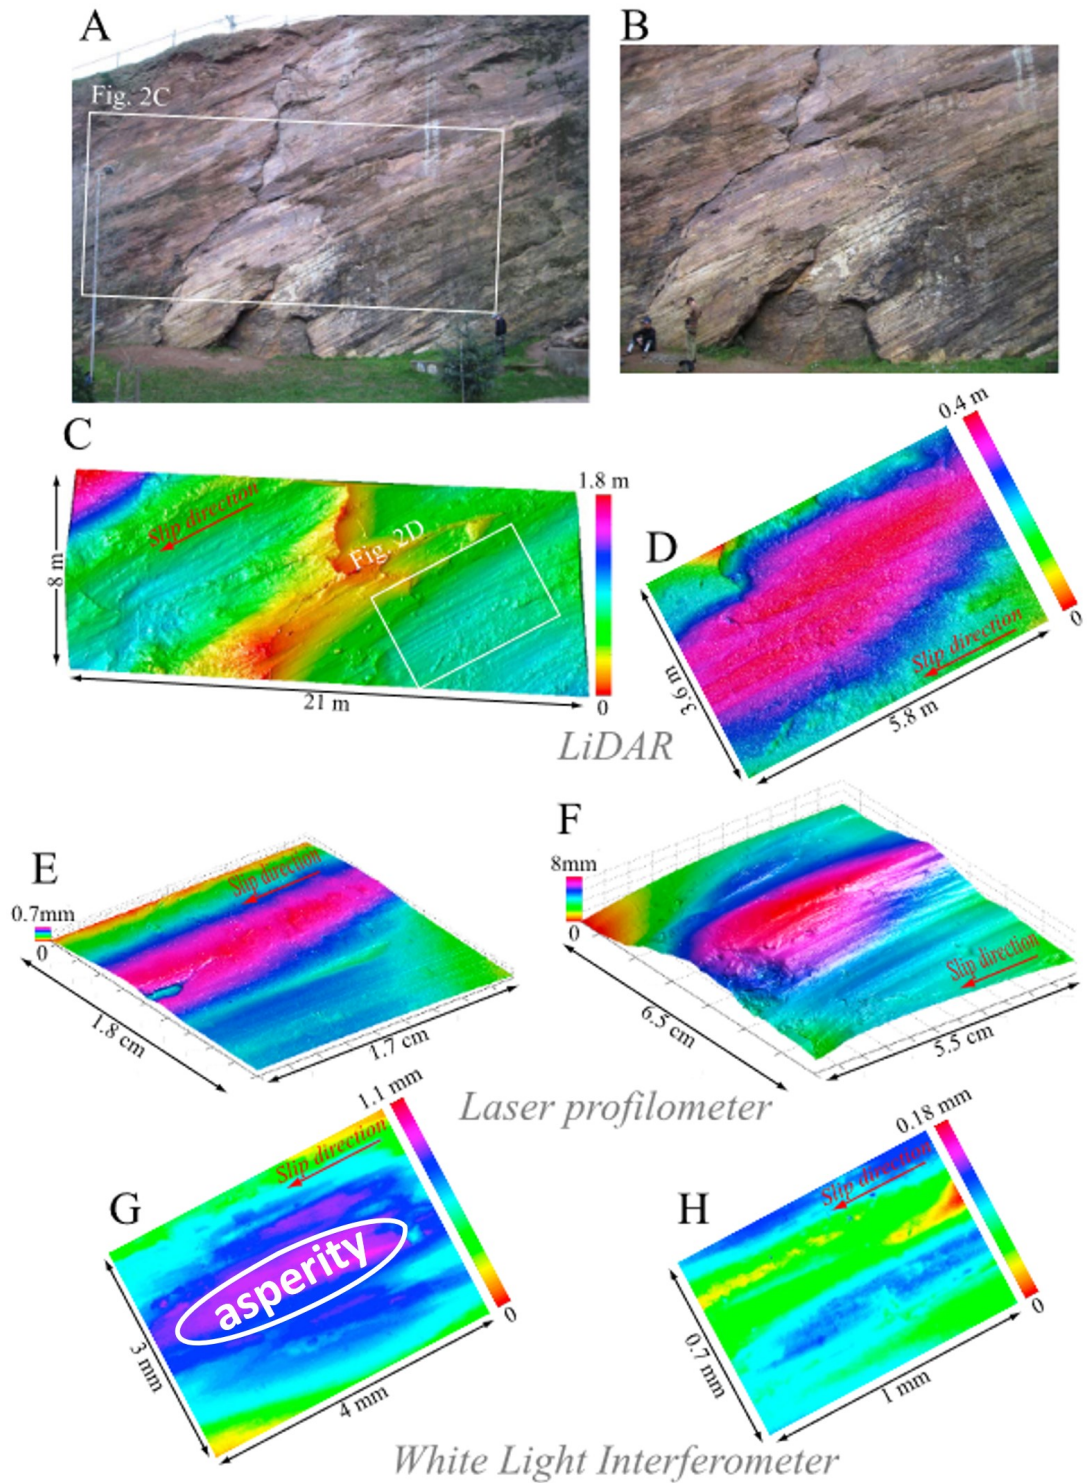 A
B
Fig. 2C
C
Slip direction
Fig. 2D
8 m
21 m
1.8 m
0
D
0.4 m
0
Slip direction
3.6 m
5.8 m
LiDAR
E
0.7mm
0
Slip direction
1.8 cm
1.7 cm
F
8mm
0
Slip direction
6.5 cm
5.5 cm
Laser profilometer
G
1.1 mm
0
Slip direction
asperity
3 mm
4 mm
H
0.18 mm
0
Slip direction
0.7 mm
1 mm
White Light Interferometer